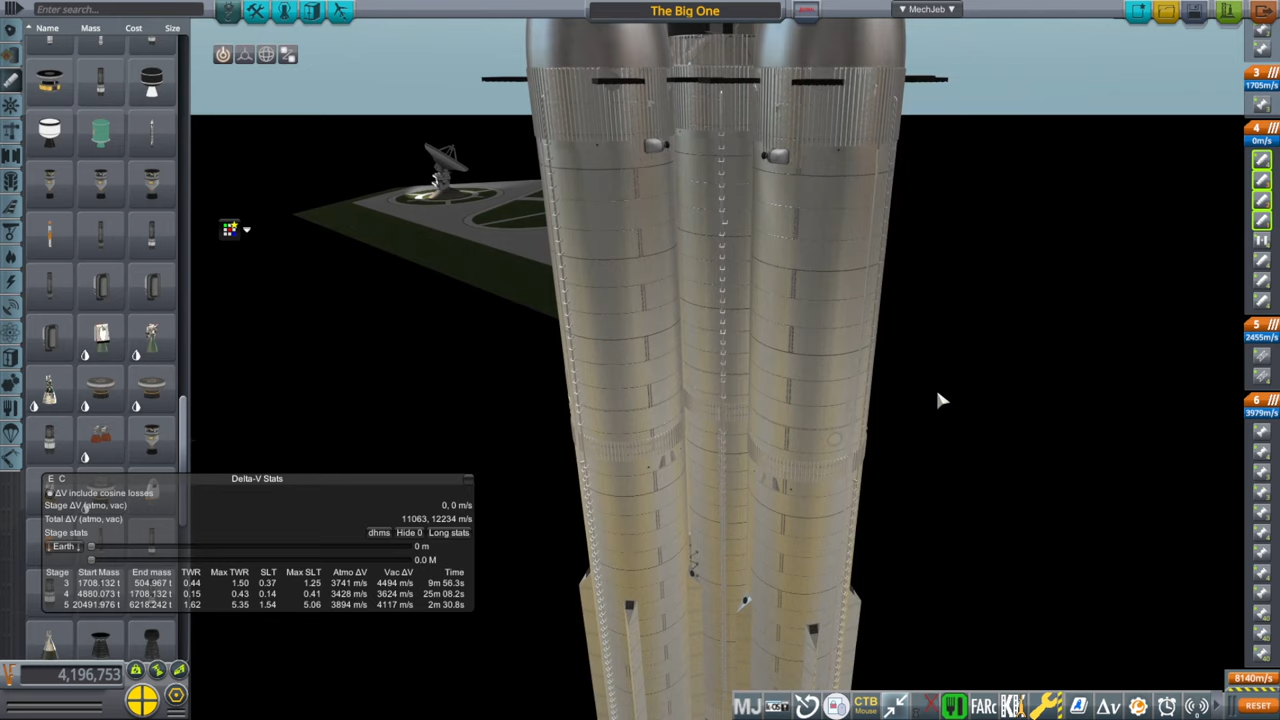 Enter search...
The Big One
▼ MechJeb ▼
Name Mass Cost Size
3
1705m/s
4
0m/s
5
2455m/s
6
3979m/s
E C Delta-V Stats
ΔV include cosine losses
Stage ΔV (atmo, vac) 0, 0 m/s
Total ΔV (atmo, vac) 11063, 12234 m/s
Stage stats dhms Hide 0 Long stats
Earth 0 m
0.0 M
Stage Start Mass End mass TWR Max TWR SLT Max SLT Atmo ΔV Vac ΔV Time
3 1708.132 t 504.967 t 0.44 1.50 0.37 1.25 3741 m/s 4494 m/s 9m 56.3s
4 4880.073 t 1708.132 t 0.15 0.43 0.14 0.41 3428 m/s 3624 m/s 25m 08.2s
5 20491.976 t 6218.242 t 1.62 5.35 1.54 5.06 3894 m/s 4117 m/s 2m 30.8s
4,196,753
8140m/s
MJ CTB Mouse FARc Δv RESET